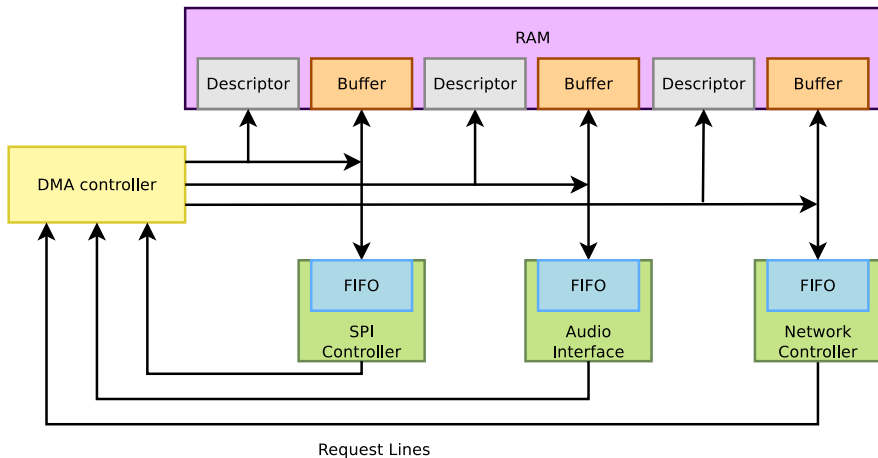 RAM
Descriptor
Buffer
Descriptor
Buffer
Descriptor
Buffer
DMA controller
FIFO
SPI
Controller
FIFO
Audio
Interface
FIFO
Network
Controller
Request Lines